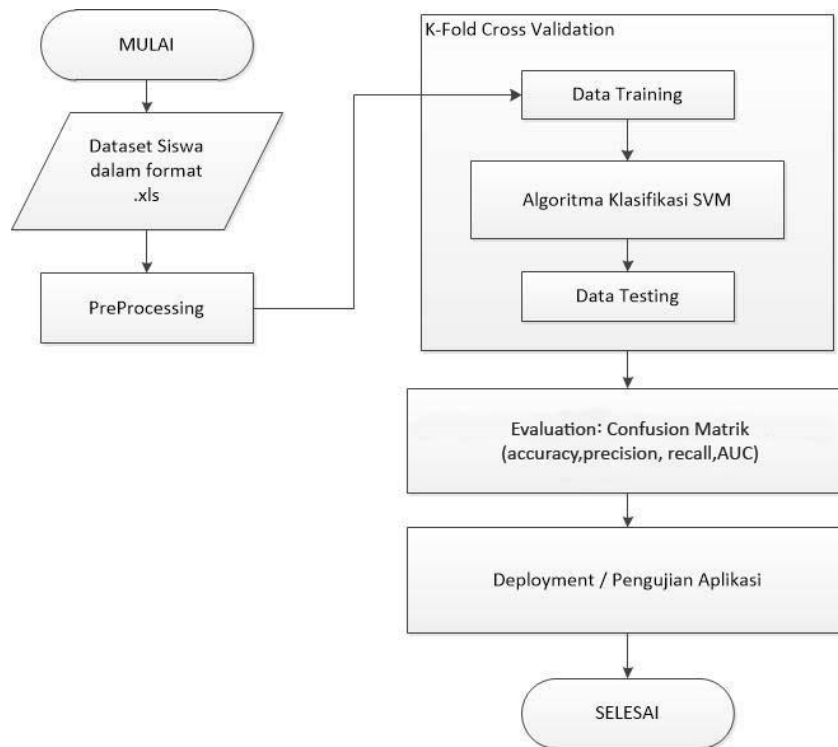 MULAI
Dataset Siswa
dalam format
.xls
PreProcessing
K-Fold Cross Validation
Data Training
Algoritma Klasifikasi SVM
Data Testing
Evaluation: Confusion Matrik
(accuracy,precision, recall,AUC)
Deployment / Pengujian Aplikasi
SELESAI